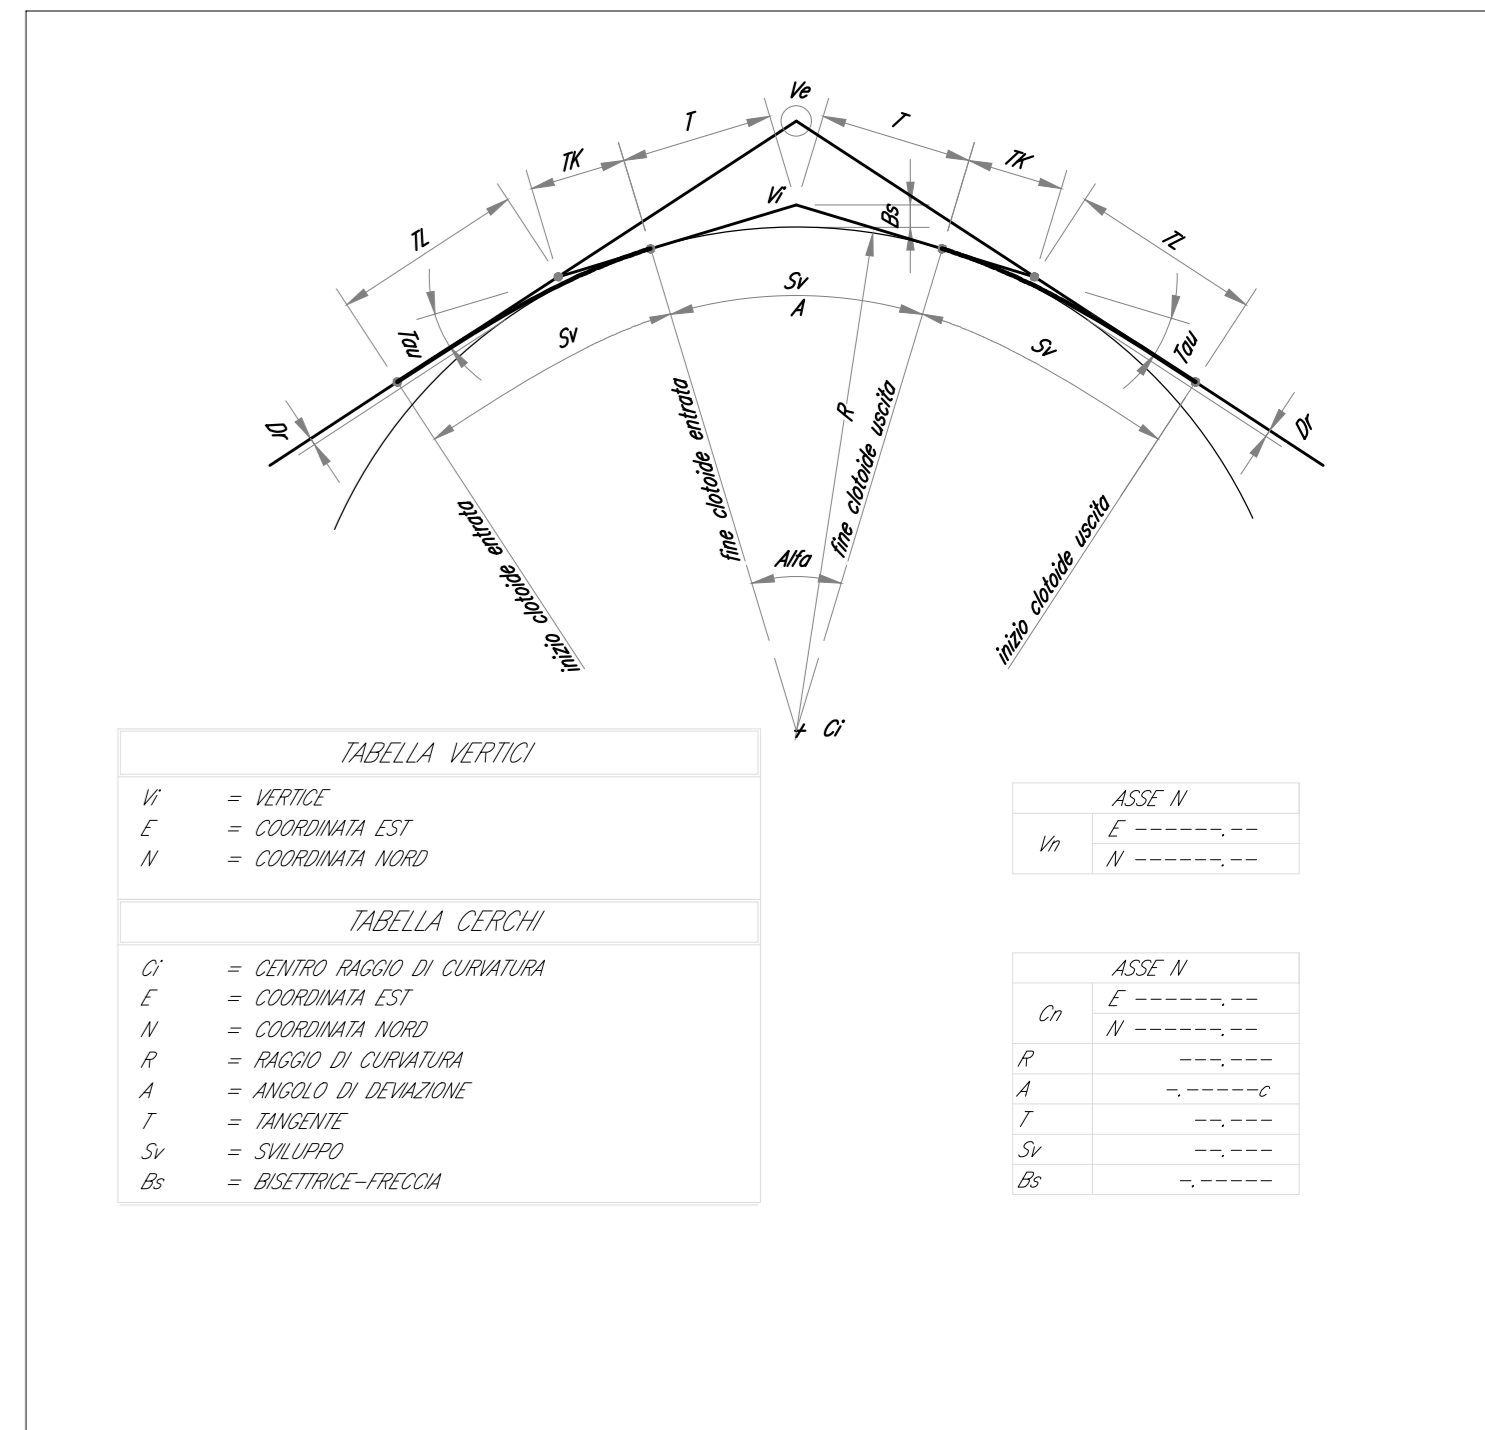 Ve
T
T
TK
TK
Vi
Bs
TL
TL
Sv
A
Sv
Sv
Tau
Tau
R
Dr
Dr
fine clotoide entrata
fine clotoide uscita
inizio clotoide entrata
inizio clotoide uscita
Alfa
Ci
TABELLA VERTICI
Vi = VERTICE
E = COORDINATA EST
N = COORDINATA NORD
TABELLA CERCHI
Ci = CENTRO RAGGIO DI CURVATURA
E = COORDINATA EST
N = COORDINATA NORD
R = RAGGIO DI CURVATURA
A = ANGOLO DI DEVIAZIONE
T = TANGENTE
Sv = SVILUPPO
Bs = BISETTRICE-FRECCIA
ASSE N
Vn
E ------.--
N ------.--
ASSE N
Cn
E ------.--
N ------.--
R ---.---
A -.-----c
T --.---
Sv --.---
Bs -.-----